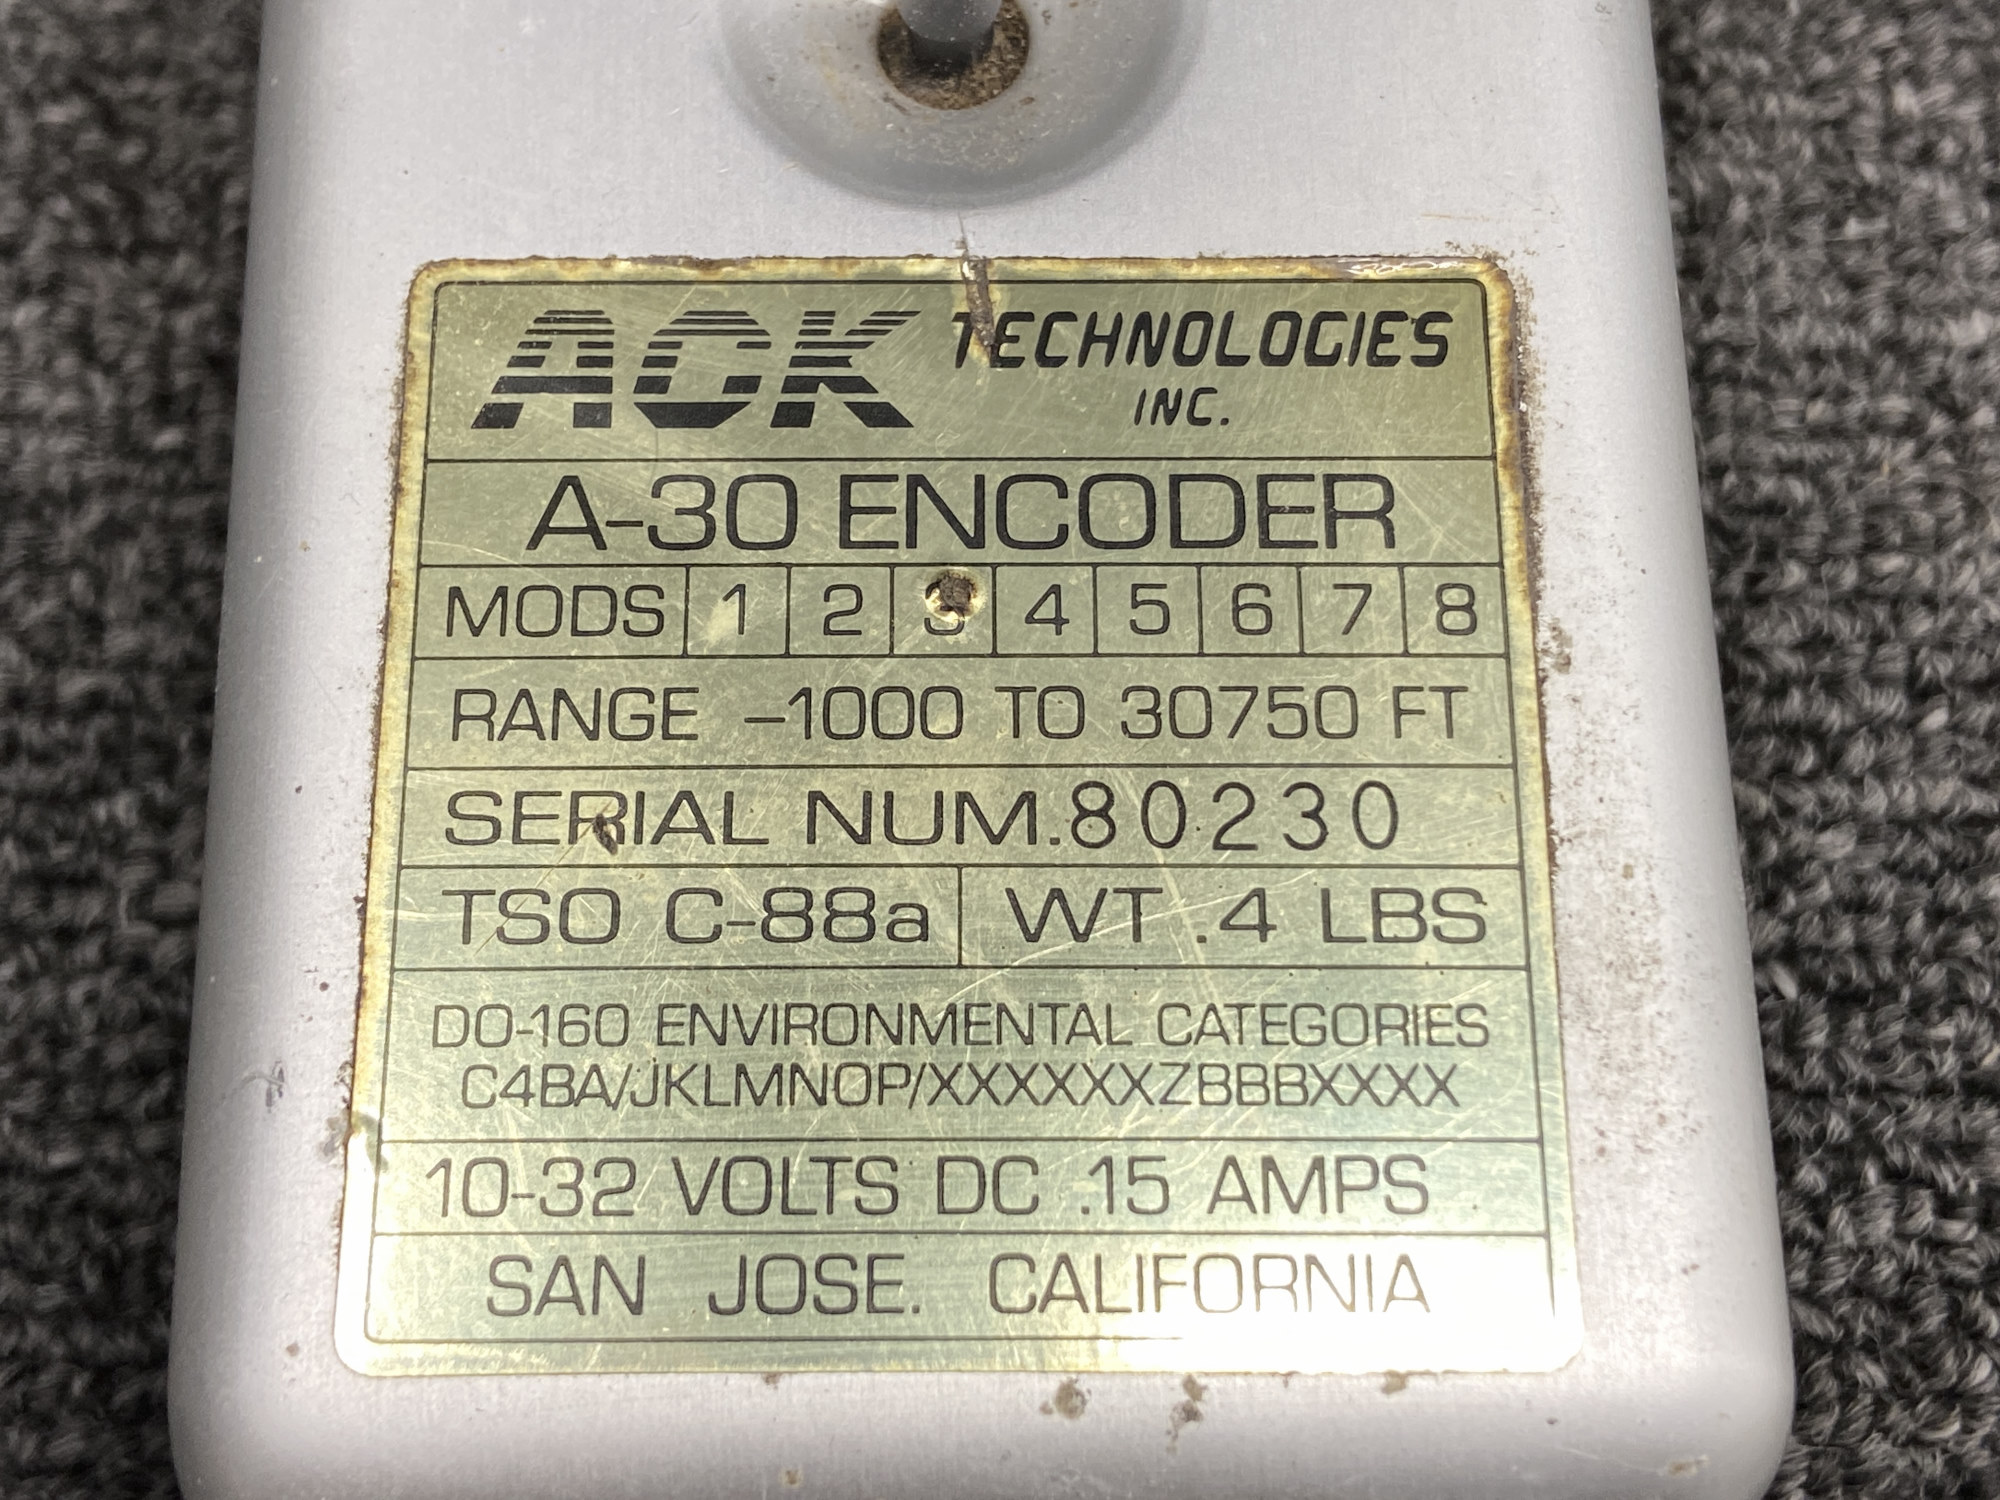 ACK TECHNOLOGIES
INC.
A-30 ENCODER
MODS 1 2 3 4 5 6 7 8
RANGE -1000 TO 30750 FT
SERIAL NUM. 80230
TSO C-88a WT .4 LBS
DO-160 ENVIRONMENTAL CATEGORIES
C4BA/JKLMNOP/XXXXXXZBBBXXXX
10-32 VOLTS DC .15 AMPS
SAN JOSE. CALIFORNIA